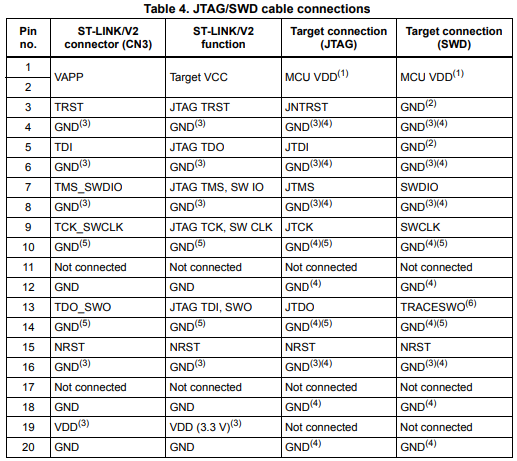 Table 4. JTAG/SWD cable connections
Pin no. | ST-LINK/V2 connector (CN3) | ST-LINK/V2 function | Target connection (JTAG) | Target connection (SWD)
1 | VAPP | Target VCC | MCU VDD(1) | MCU VDD(1)
2
3 | TRST | JTAG TRST | JNTRST | GND(2)
4 | GND(3) | GND(3) | GND(3)(4) | GND(3)(4)
5 | TDI | JTAG TDO | JTDI | GND(2)
6 | GND(3) | GND(3) | GND(3)(4) | GND(3)(4)
7 | TMS_SWDIO | JTAG TMS, SW IO | JTMS | SWDIO
8 | GND(3) | GND(3) | GND(3)(4) | GND(3)(4)
9 | TCK_SWCLK | JTAG TCK, SW CLK | JTCK | SWCLK
10 | GND(5) | GND(5) | GND(4)(5) | GND(4)(5)
11 | Not connected | Not connected | Not connected | Not connected
12 | GND | GND | GND(4) | GND(4)
13 | TDO_SWO | JTAG TDI, SWO | JTDO | TRACESWO(6)
14 | GND(5) | GND(5) | GND(4)(5) | GND(4)(5)
15 | NRST | NRST | NRST | NRST
16 | GND(3) | GND(3) | GND(3)(4) | GND(3)(4)
17 | Not connected | Not connected | Not connected | Not connected
18 | GND | GND | GND(4) | GND(4)
19 | VDD(3) | VDD (3.3 V)(3) | Not connected | Not connected
20 | GND | GND | GND(4) | GND(4)